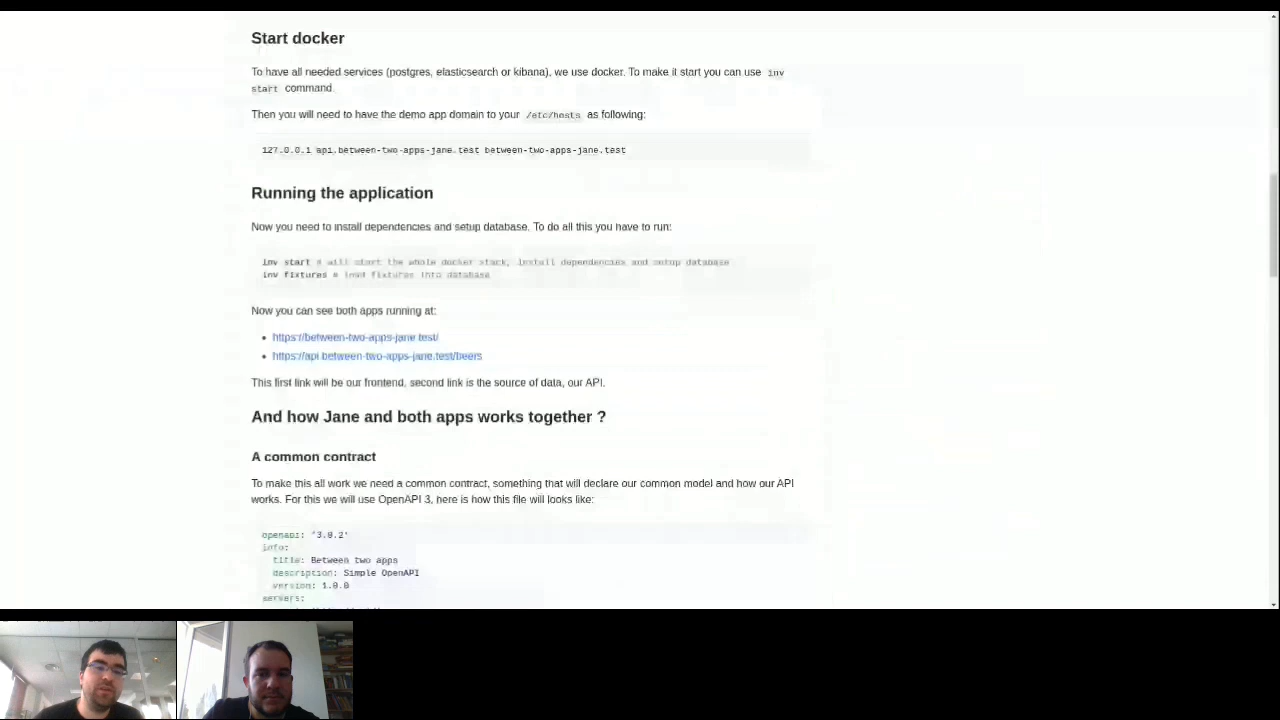 Start docker
To have all needed services (postgres, elasticsearch or kibana), we use docker. To make it start you can use inv
start command.
Then you will need to have the demo app domain to your /etc/hosts as following:
127.0.0.1 api.between-two-apps-jane.test between-two-apps-jane.test
Running the application
Now you need to install dependencies and setup database. To do all this you have to run:
inv start # will start the whole docker stack, install dependencies and setup database
inv fixtures # load fixtures into database
Now you can see both apps running at:
• https://between-two-apps-jane.test/
• https://api.between-two-apps-jane.test/beers
This first link will be our frontend, second link is the source of data, our API.
And how Jane and both apps works together ?
A common contract
To make this all work we need a common contract, something that will declare our common model and how our API
works. For this we will use OpenAPI 3, here is how this file will looks like:
openapi: '3.0.2'
info:
title: Between two apps
description: Simple OpenAPI
version: 1.0.0
servers: